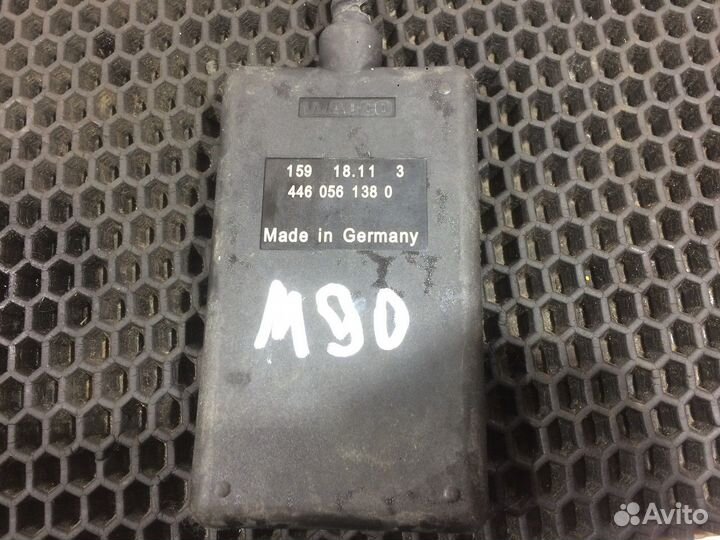 WABCO
159 18.11 3
446 056 138 0
Made in Germany
M90
Avito